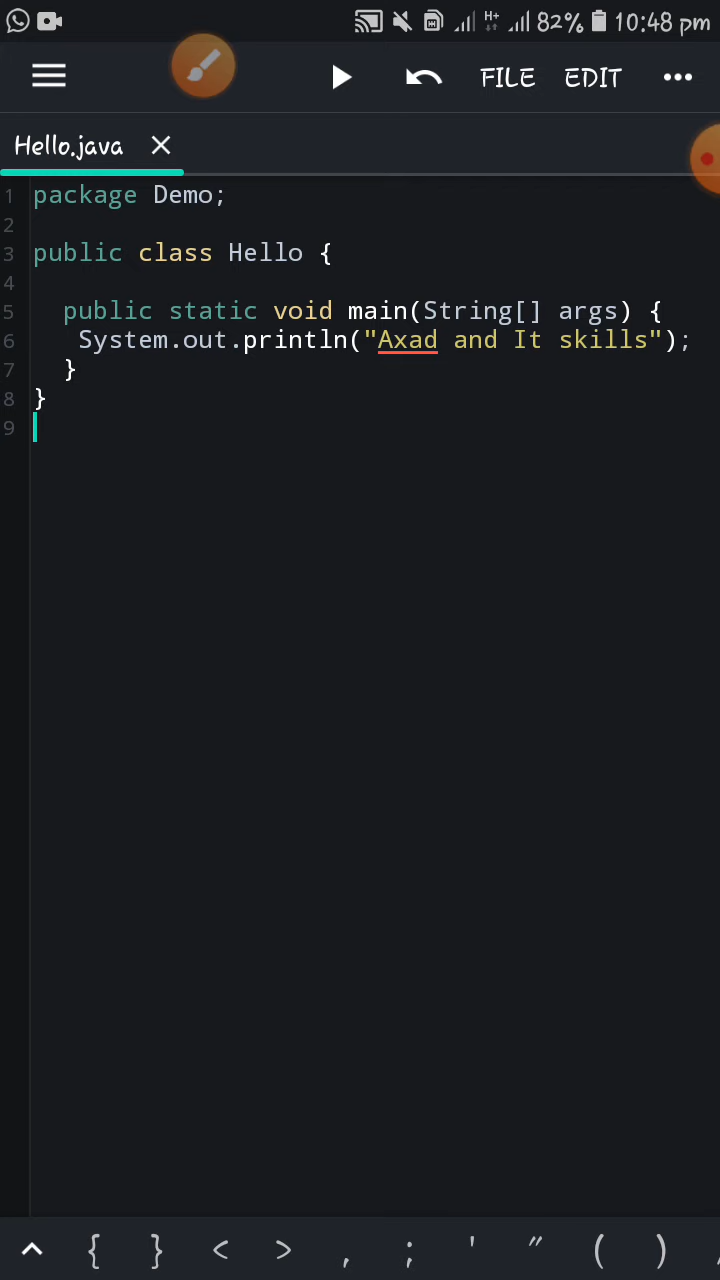 H+ 82% 10:48 pm
FILE EDIT
Hello.java
1 package Demo;
2
3 public class Hello {
4
5 public static void main(String[] args) {
6 System.out.println("Axad and It skills");
7 }
8 }
9
{ } < > , ; ' " ( )